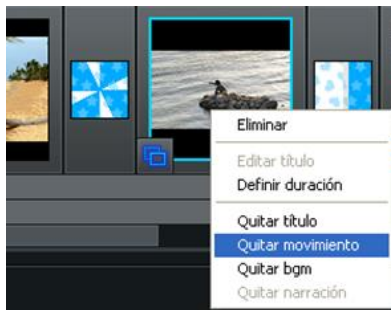 Eliminar
Editar título
Definir duración
Quitar título
Quitar movimiento
Quitar bgm
Quitar narración